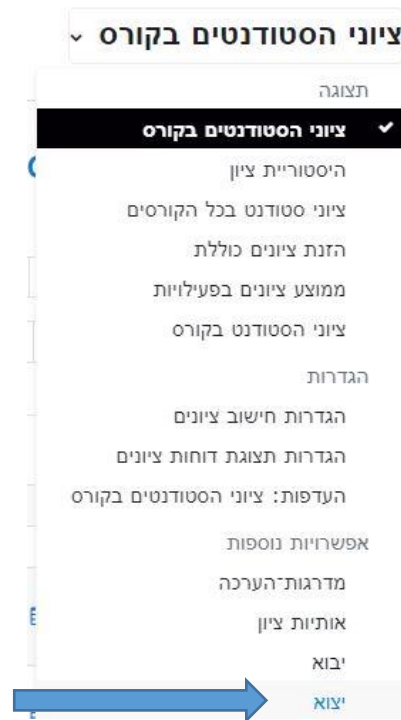 ציוני הסטודנטים בקורס
תצוגה
ציוני הסטודנטים בקורס
היסטוריית ציון
ציוני סטודנט בכל הקורסים
הזנת ציונים כוללת
ממוצע ציונים בפעילויות
ציוני הסטודנט בקורס
הגדרות
הגדרות חישוב ציונים
הגדרות תצוגת דוחות ציונים
העדפות: ציוני הסטודנטים בקורס
אפשרויות נוספות
מדרגות־הערכה
אותיות ציון
יבוא
יצוא